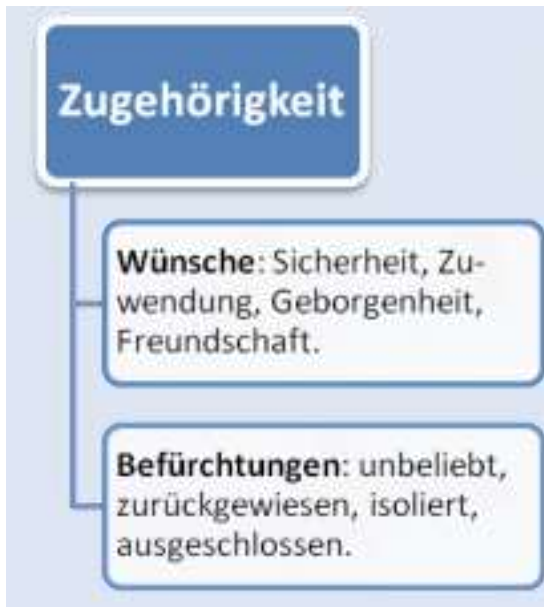 Zugehörigkeit
Wünsche: Sicherheit, Zu-
wendung, Geborgenheit,
Freundschaft.
Befürchtungen: unbeliebt,
zurückgewiesen, isoliert,
ausgeschlossen.